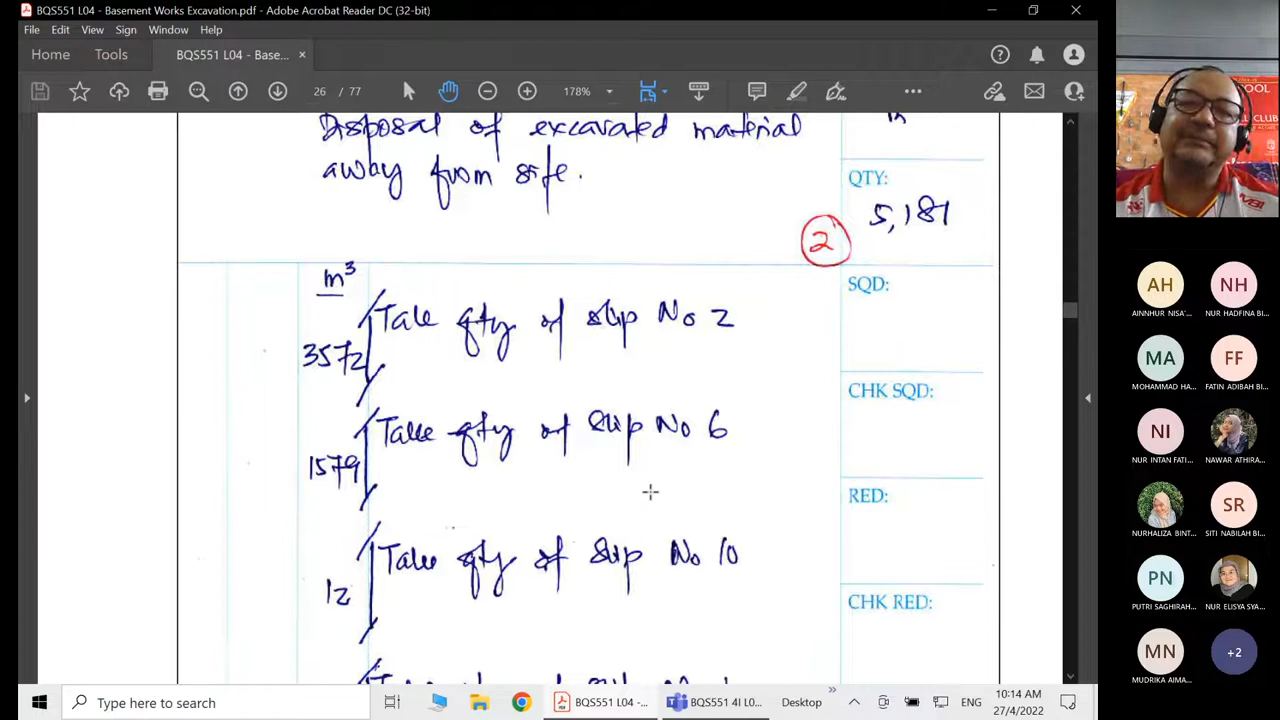 BQS551 L04 - Basement Works Excavation.pdf - Adobe Acrobat Reader DC (32-bit)
File Edit View Sign Window Help
Home Tools BQS551 L04 - Base... ×
26 / 77 178%
Disposal of excavated material
away from site.
QTY:
5,181
2
m³
Take qty of slip No 2
3572
SQD:
Take qty of slip No 6
1579
CHK SQD:
Take qty of slip No 10
12
RED:
CHK RED:
CLUB
AH
AINNHUR NISA'...
NH
NUR HADFINA BI...
MA
MOHAMMAD HA...
FF
FATIN ADIBAH BI...
NI
NUR INTAN FATI...
NAWAR ATHIRA...
NURHALIZA BINT...
SR
SITI NABILAH BI...
PN
PUTRI SAGHIRAH...
NUR ELISYA SYA...
MN
MUDRIKA AIMA...
+2
Type here to search
BQS551 L04 -...
BQS551 4I L0...
Desktop
ENG
10:14 AM
27/4/2022